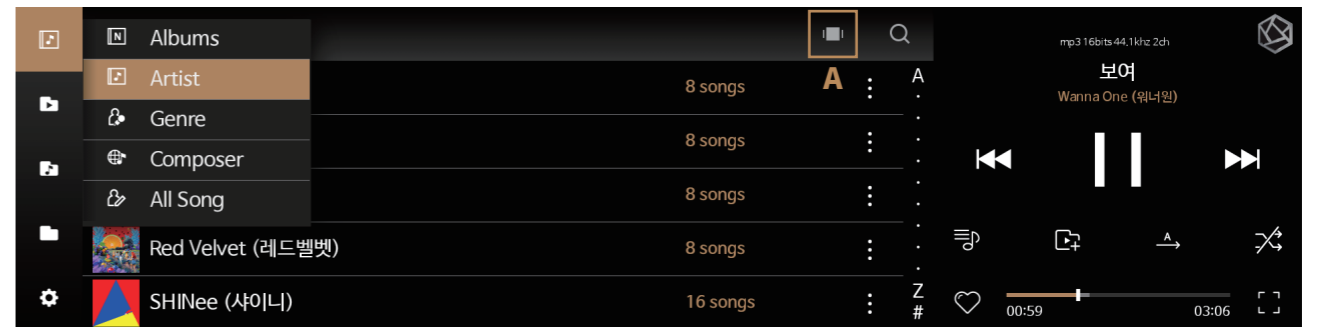 N Albums
Artist
Genre
Composer
All Song
A
8 songs
8 songs
8 songs
Red Velvet (레드벨벳)
8 songs
SHINee (샤이니)
16 songs
A
Z
#
mp3 16bits 44.1khz 2ch
보여
Wanna One (워너원)
A
00:59
03:06